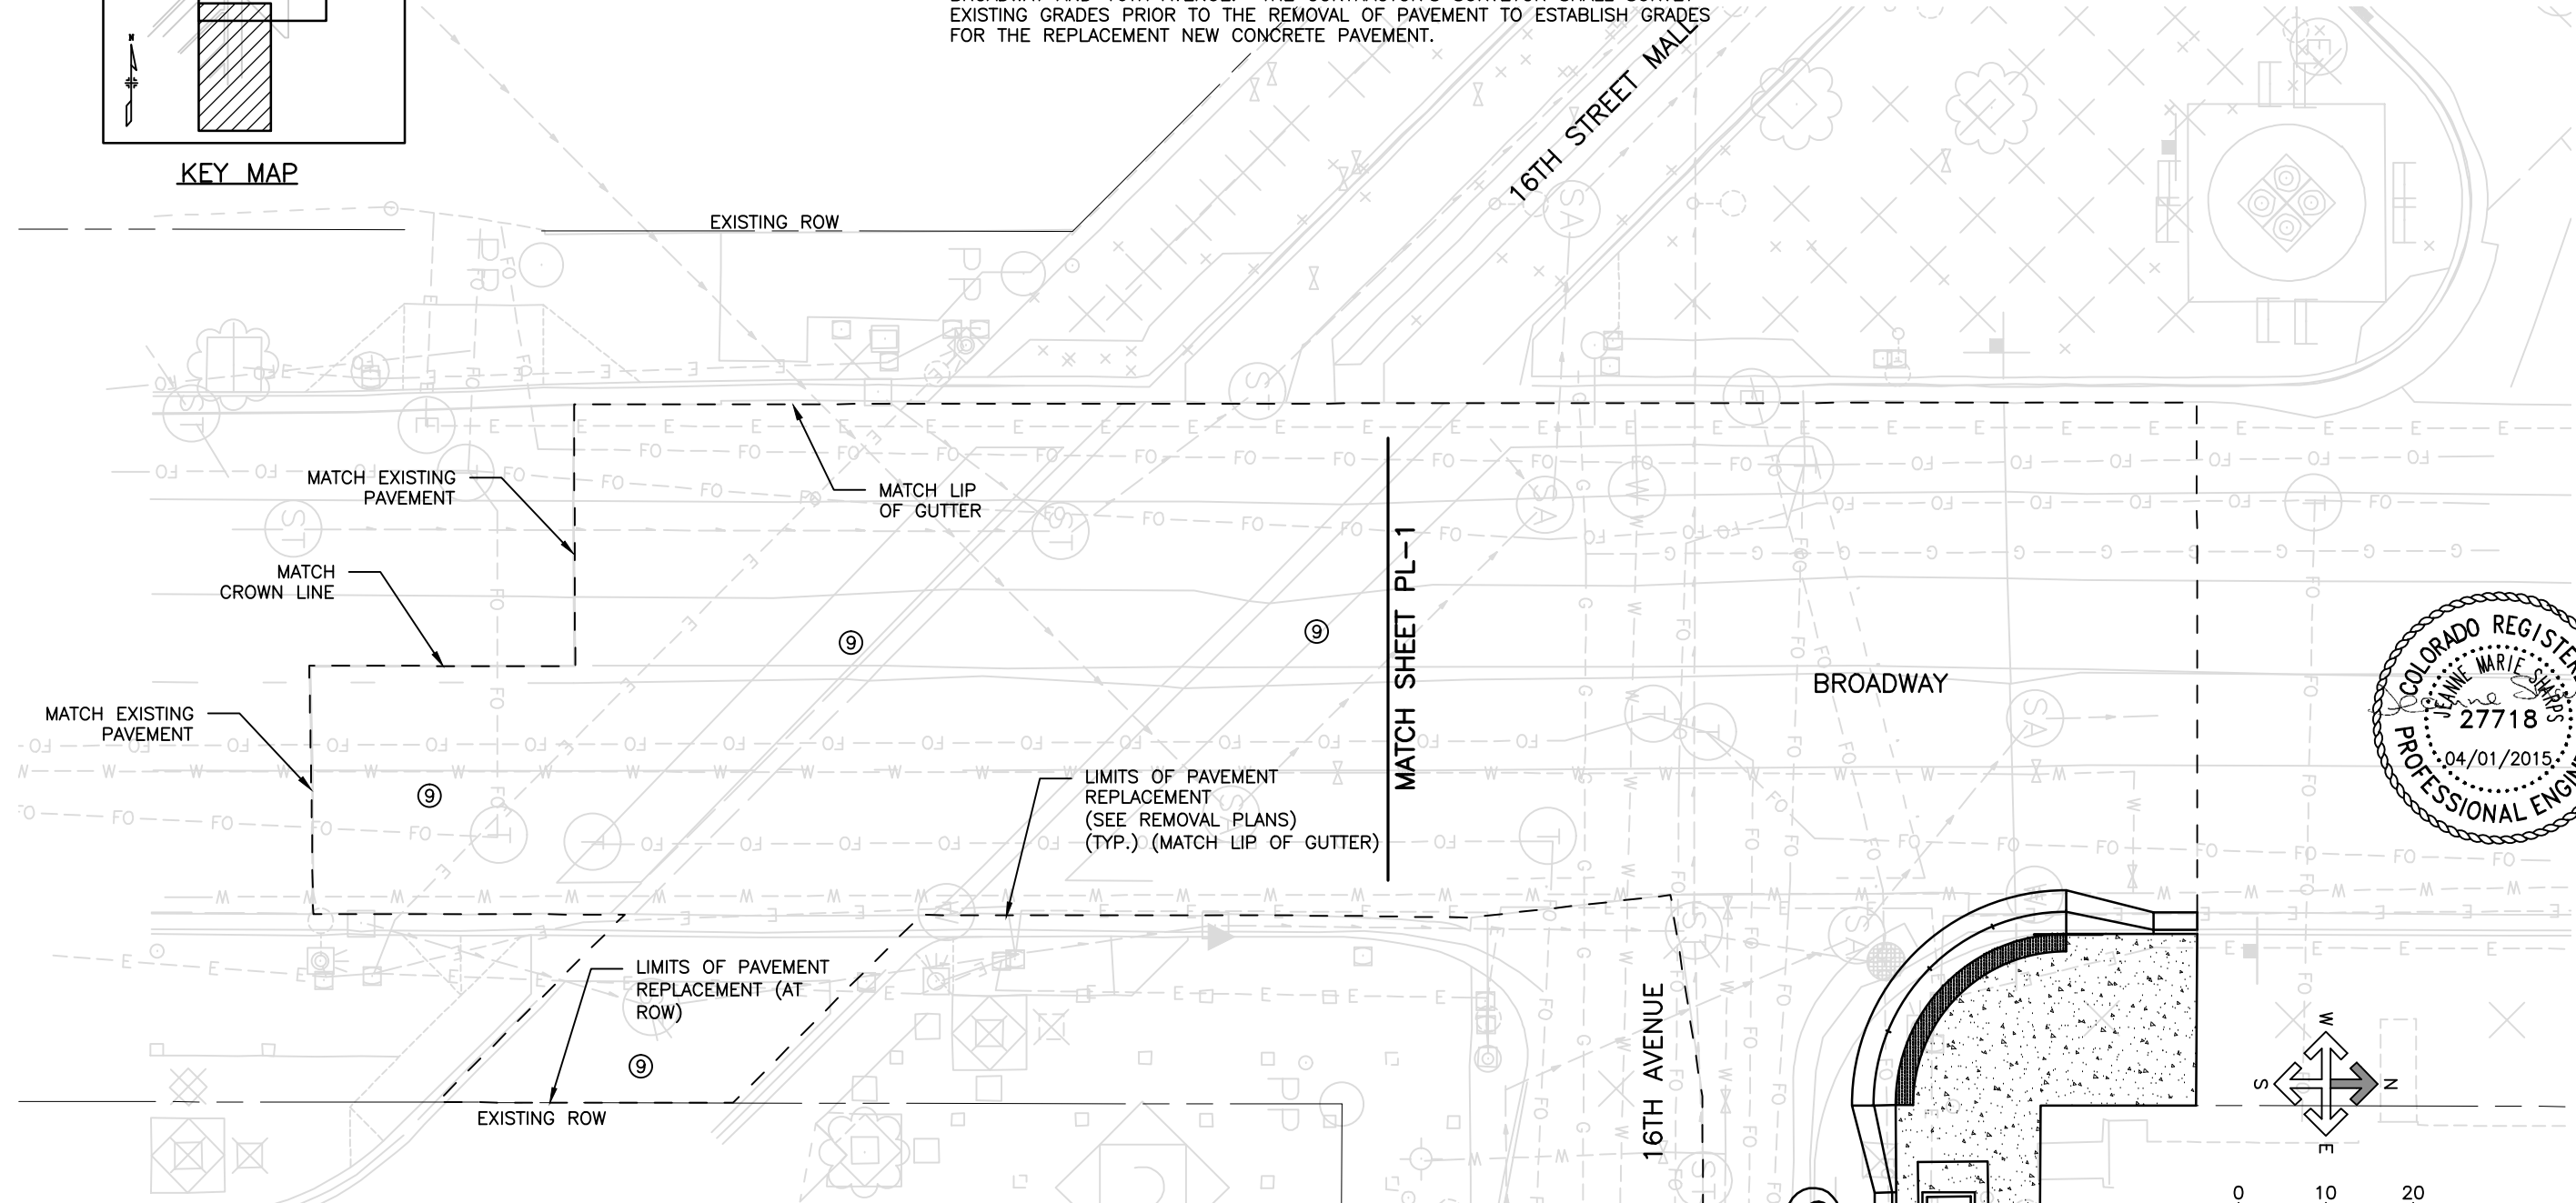 EXISTING GRADES PRIOR TO THE REMOVAL OF PAVEMENT TO ESTABLISH GRADES
FOR THE REPLACEMENT NEW CONCRETE PAVEMENT.
N
KEY MAP
16TH STREET MALL
EXISTING ROW
MATCH EXISTING
PAVEMENT
MATCH LIP
OF GUTTER
MATCH
CROWN LINE
MATCH EXISTING
PAVEMENT
9
9
9
MATCH SHEET PL-1
BROADWAY
LIMITS OF PAVEMENT
REPLACEMENT
(SEE REMOVAL PLANS)
(TYP.) (MATCH LIP OF GUTTER)
COLORADO
JEANNE MARIE SHARPS
27718
04/01/2015
PROFESSIONAL
LIMITS OF PAVEMENT
REPLACEMENT (AT
ROW)
9
EXISTING ROW
16TH AVENUE
W
S
N
E
0 10 20